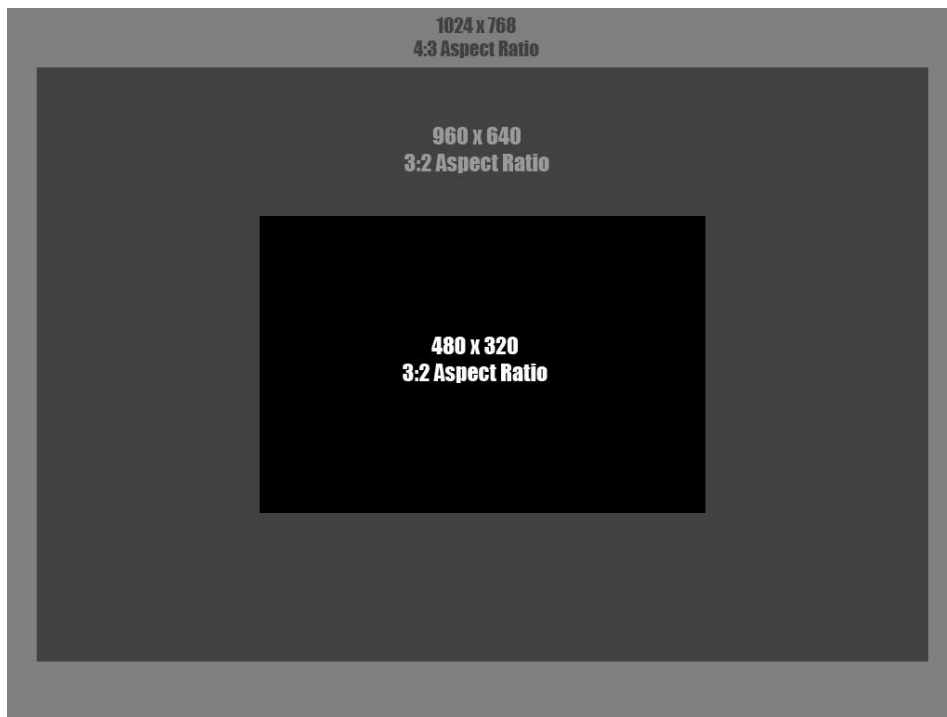 1024 x 768
4:3 Aspect Ratio
960 x 640
3:2 Aspect Ratio
480 x 320
3:2 Aspect Ratio